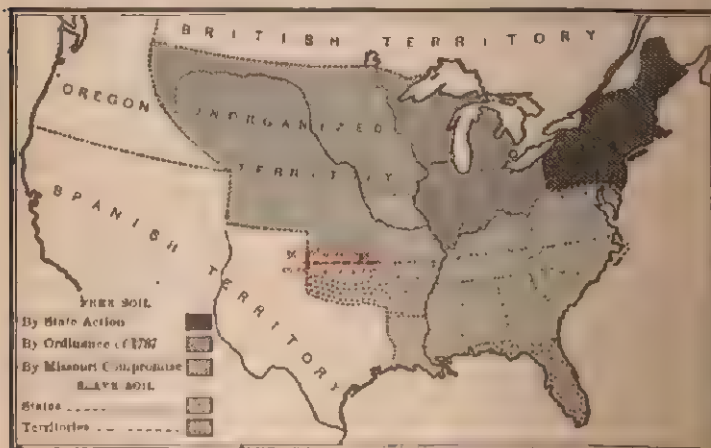 BRITISH TERRITORY
OREGON
UNORGANIZED
TERRITORY
SPANISH
TERRITORY
FREE SOIL
By State Action
By Ordinance of 1787
By Missouri Compromise
SLAVE SOIL
States
Territories